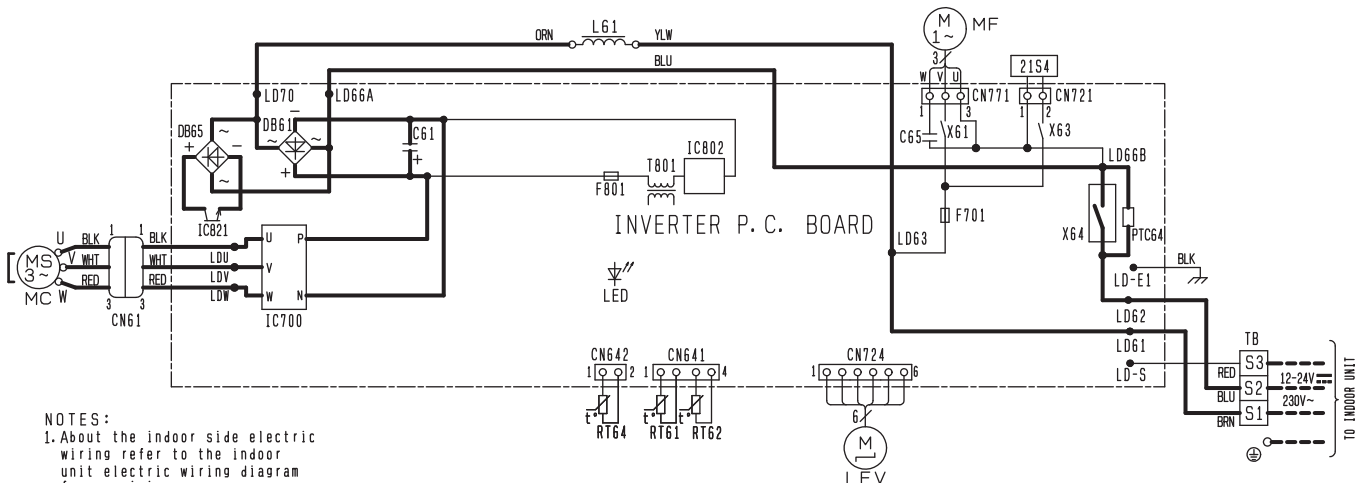 L61
ORN YLW
BLU
M 1~ MF
3
W V U
21S4
1 3 CN771
1 2 CN721
LD70 LD66A
DB65 DB61
~ -
+ -
~ ~
~ +
C61
+
C65 X61 X63
IC802
T801
F801
LD66B
IC821
INVERTER P.C. BOARD
F701
X64 PTC64
LD63
U BLK 1 1 BLK U P
MS 3~ V WHT WHT LDU V
LDV
MC W RED 3 3 RED LDW W N
CN61 IC700
LED
BLK
LD-E1
LD62
LD61
LD-S
TB
RED S3
12-24V
BLU S2
230V~
BRN S1
TO INDOOR UNIT
CN642 CN641 CN724
1 2 1 4 1 6
t° t° t°
RT64 RT61 RT62
6
M
LEV
NOTES:
1. About the indoor side electric
wiring refer to the indoor
unit electric wiring diagram